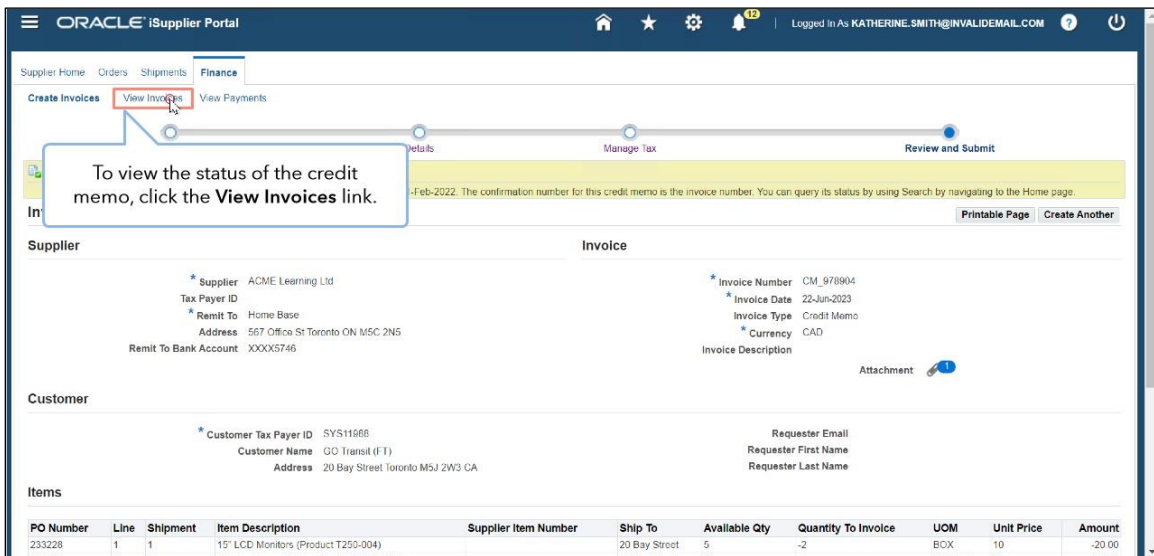 ORACLE iSupplier Portal
12
Logged In As KATHERINE.SMITH@INVALIDEMAIL.COM
?
Supplier Home Orders Shipments Finance
Create Invoices View Invoices View Payments
Details Manage Tax Review and Submit
To view the status of the credit
memo, click the View Invoices link.
-Feb-2022. The confirmation number for this credit memo is the invoice number. You can query its status by using Search by navigating to the Home page.
Printable Page Create Another
Supplier
* Supplier ACME Learning Ltd
Tax Payer ID
* Remit To Home Base
Address 567 Office St Toronto ON M5C 2N5
Remit To Bank Account XXXX5746
Invoice
* Invoice Number CM_978904
* Invoice Date 22-Jun-2023
Invoice Type Credit Memo
* Currency CAD
Invoice Description
Attachment 1
Customer
* Customer Tax Payer ID SYS11988
Customer Name GO Transit (FT)
Address 20 Bay Street Toronto M5J 2W3 CA
Requester Email
Requester First Name
Requester Last Name
Items
PO Number Line Shipment Item Description Supplier Item Number Ship To Available Qty Quantity To Invoice UOM Unit Price Amount
233228 1 1 15" LCD Monitors (Product T250-004) 20 Bay Street 5 -2 BOX 10 -20.00